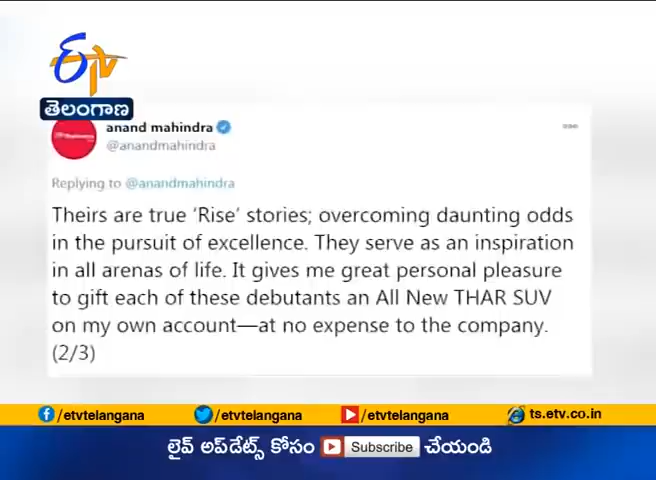 ETV
తెలంగాణ
anand mahindra
@anandmahindra
Replying to @anandmahindra
Theirs are true ‘Rise’ stories; overcoming daunting odds
in the pursuit of excellence. They serve as an inspiration
in all arenas of life. It gives me great personal pleasure
to gift each of these debutants an All New THAR SUV
on my own account—at no expense to the company.
(2/3)
/etvtelangana /etvtelangana /etvtelangana ts.etv.co.in
లైవ్ అప్‌డేట్స్ కోసం Subscribe చేయండి